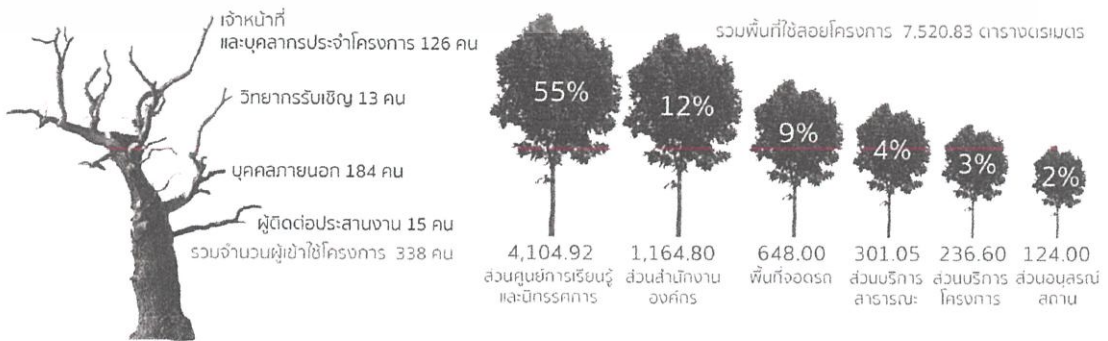 เจ้าหน้าที่
และบุคลากรประจำโครงการ 126 คน
วิทยากรรับเชิญ 13 คน
บุคคลภายนอก 184 คน
ผู้ติดต่อประสานงาน 15 คน
รวมจำนวนผู้เข้าใช้โครงการ 338 คน
รวมพื้นที่ใช้สอยโครงการ 7,520.83 ตารางตรเมตร
55%
12%
9%
4%
3%
2%
4,104.92
ส่วนศูนย์การเรียนรู้
และนิทรรศการ
1,164.80
ส่วนสำนักงาน
องค์กร
648.00
พื้นที่จอดรถ
301.05
ส่วนบริการ
สาธารณะ
236.60
ส่วนบริการ
โครงการ
124.00
ส่วนอนุสรณ์
สถาน